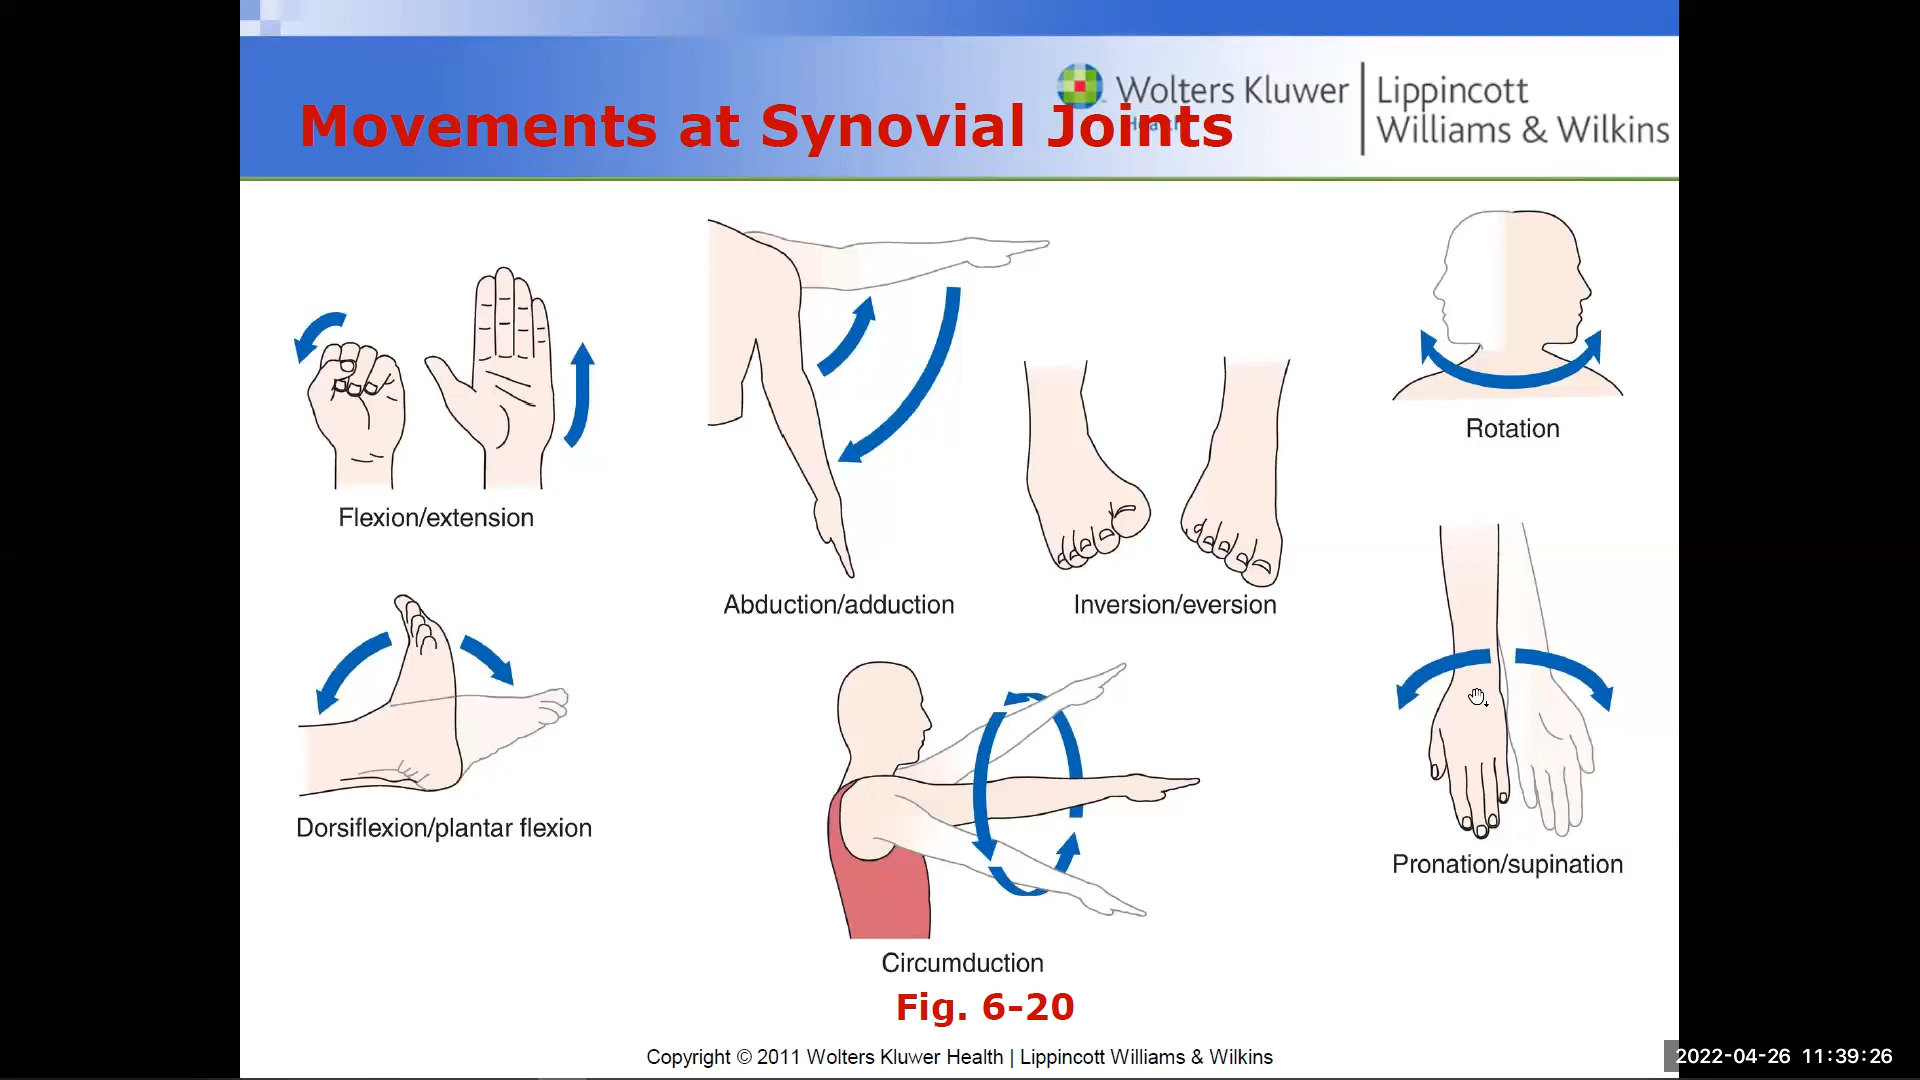 Wolters Kluwer
Health
Lippincott
Williams & Wilkins
Movements at Synovial Joints
Rotation
Flexion/extension
Abduction/adduction
Inversion/eversion
Dorsiflexion/plantar flexion
Pronation/supination
Circumduction
Fig. 6-20
Copyright © 2011 Wolters Kluwer Health | Lippincott Williams & Wilkins
2022-04-26 11:39:26